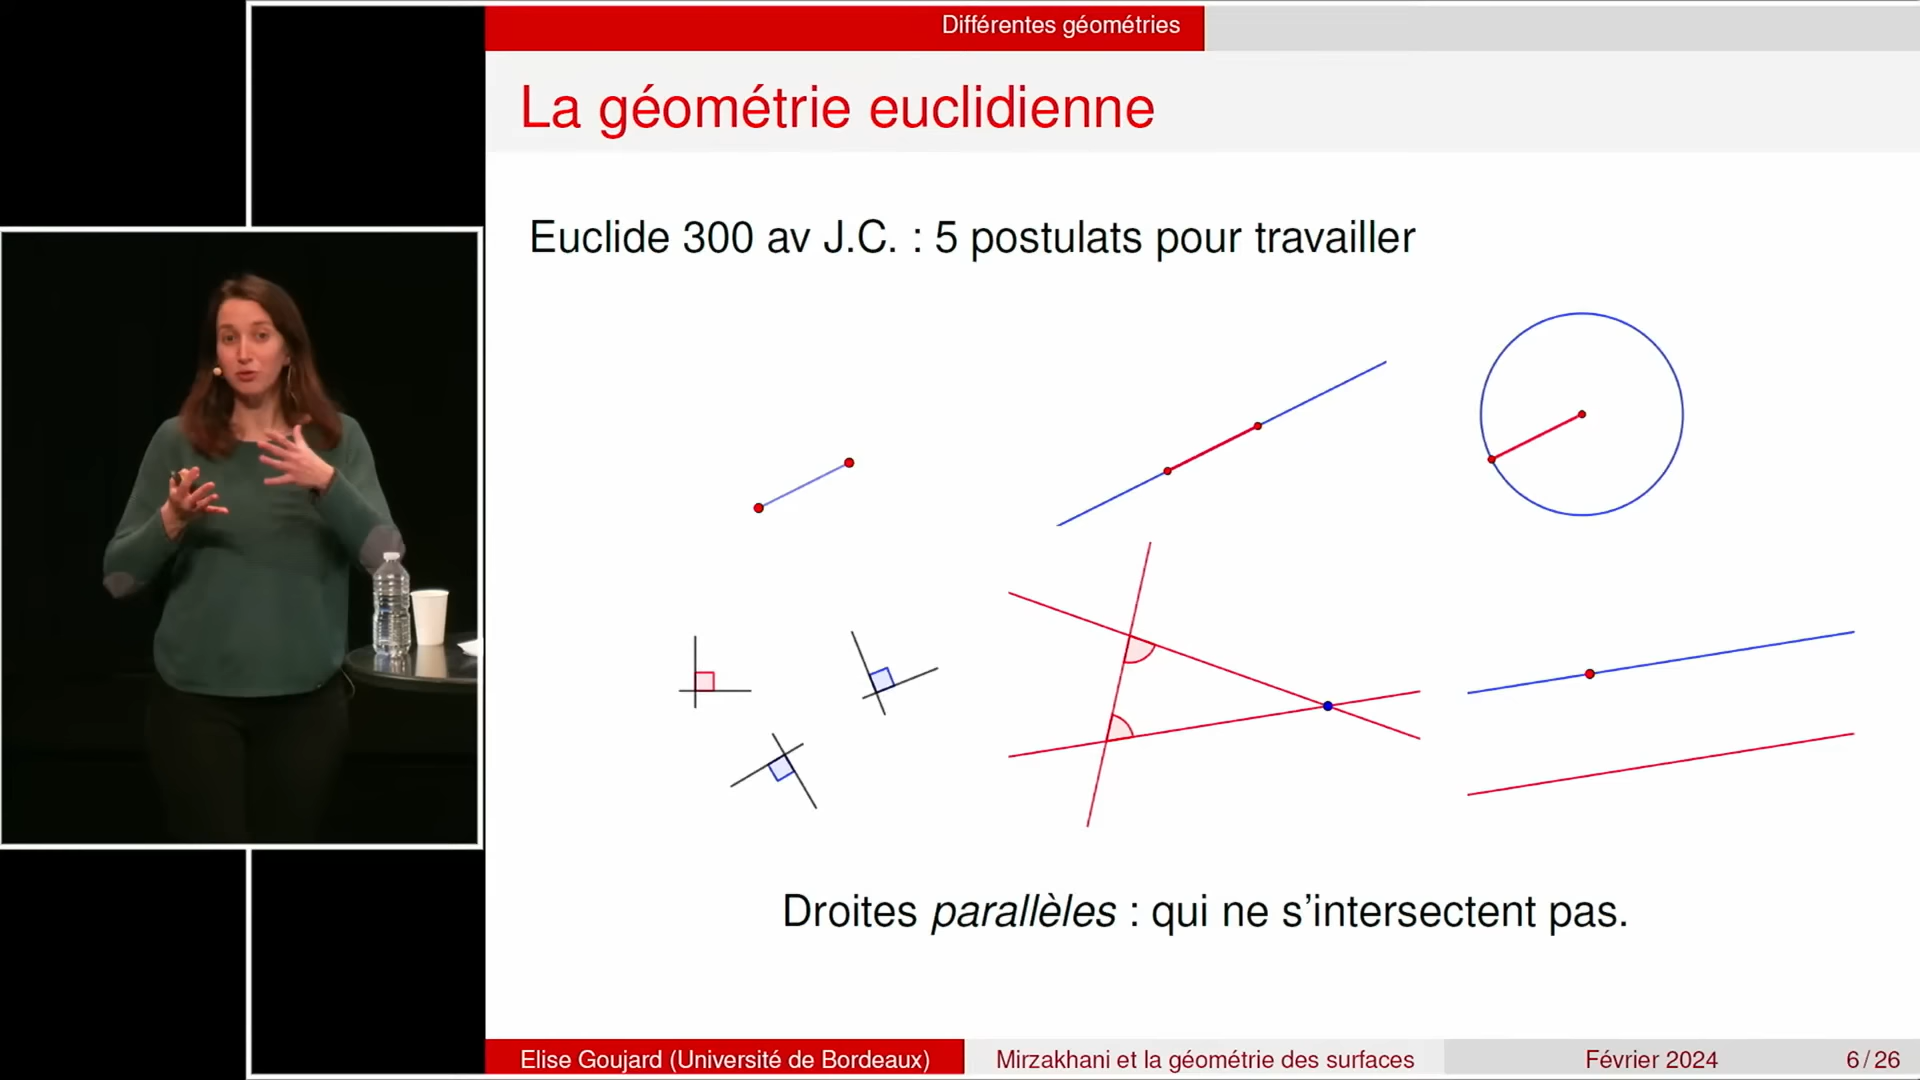 Différentes géométries
La géométrie euclidienne
Euclide 300 av J.C. : 5 postulats pour travailler
Droites parallèles : qui ne s'intersectent pas.
Elise Goujard (Université de Bordeaux)
Mirzakhani et la géométrie des surfaces
Février 2024
6 / 26